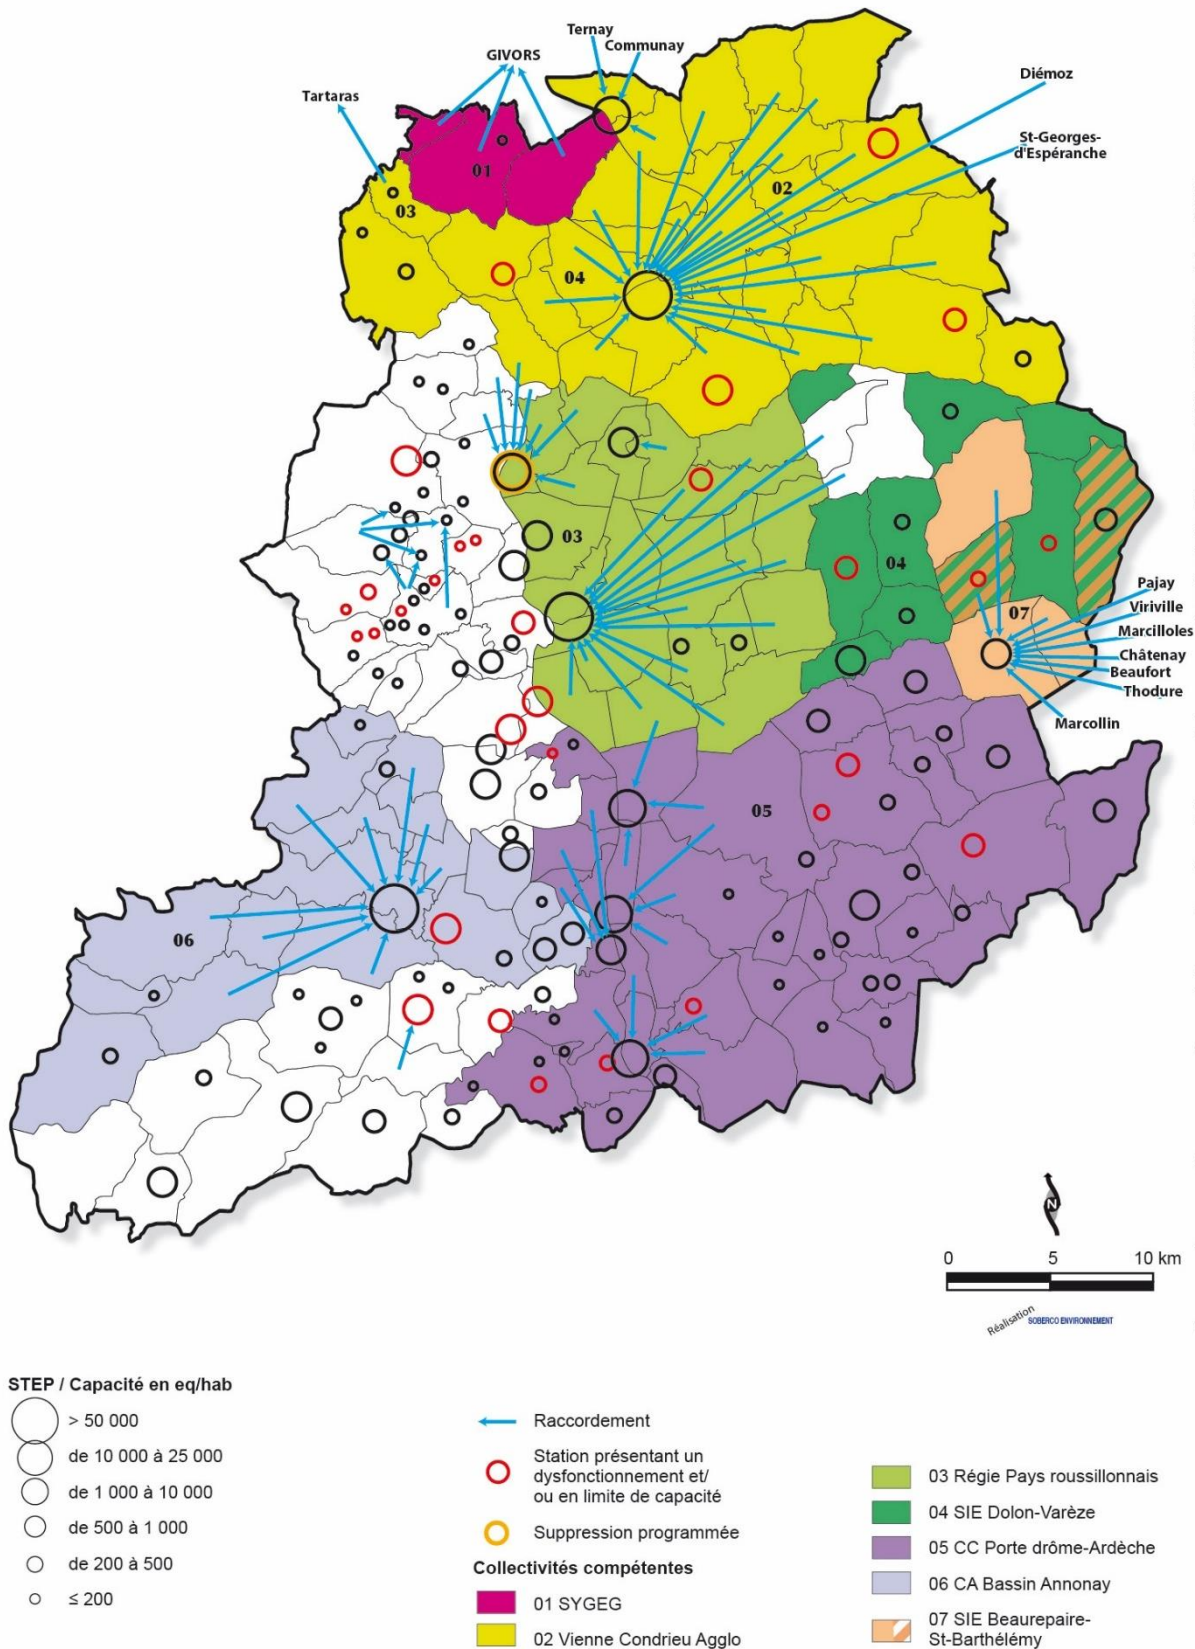 Ternay
Communay
GIVORS
Diémoz
Tartaras
St-Georges-
d'Espéranche
01
02
03
04
03
04
07
Pajay
Viriville
Marcilloles
Châtenay
Beaufort
Thodure
Marcollin
05
06
N
0 5 10 km
Réalisation SOBERCO ENVIRONNEMENT
STEP / Capacité en eq/hab
> 50 000
de 10 000 à 25 000
de 1 000 à 10 000
de 500 à 1 000
de 200 à 500
≤ 200
Raccordement
Station présentant un
dysfonctionnement et/
ou en limite de capacité
Suppression programmée
Collectivités compétentes
01 SYGEG
02 Vienne Condrieu Agglo
03 Régie Pays roussillonnais
04 SIE Dolon-Varèze
05 CC Porte drôme-Ardèche
06 CA Bassin Annonay
07 SIE Beaurepaire-
St-Barthélémy